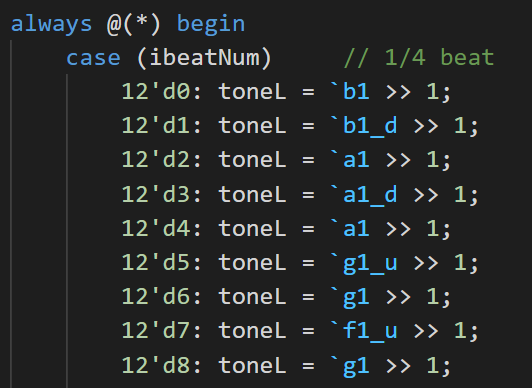 always @(*) begin
case (ibeatNum) // 1/4 beat
12'd0: toneL = `b1 >> 1;
12'd1: toneL = `b1_d >> 1;
12'd2: toneL = `a1 >> 1;
12'd3: toneL = `a1_d >> 1;
12'd4: toneL = `a1 >> 1;
12'd5: toneL = `g1_u >> 1;
12'd6: toneL = `g1 >> 1;
12'd7: toneL = `f1_u >> 1;
12'd8: toneL = `g1 >> 1;